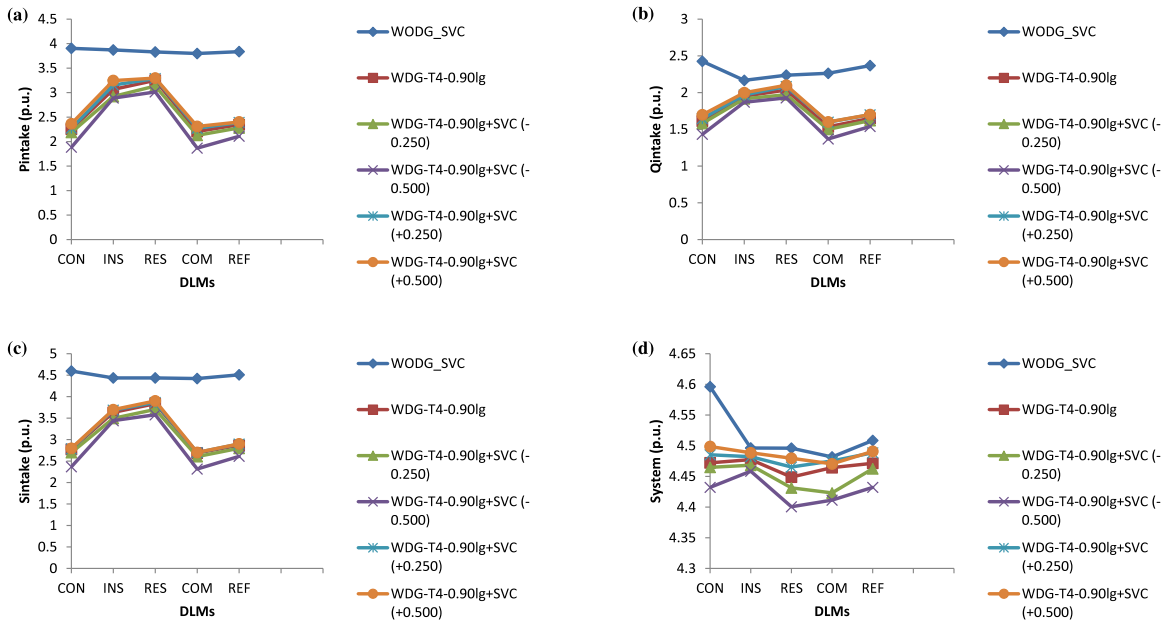 (a)
Pintake (p.u.)
4.5
4
3.5
3
2.5
2
1.5
1
0.5
0
CON INS RES COM REF
DLMs
WODG_SVC
WDG-T4-0.90lg
WDG-T4-0.90lg+SVC (-
0.250)
WDG-T4-0.90lg+SVC (-
0.500)
WDG-T4-0.90lg+SVC
(+0.250)
WDG-T4-0.90lg+SVC
(+0.500)
(b)
Qintake (p.u.)
3
2.5
2
1.5
1
0.5
0
CON INS RES COM REF
DLMs
WODG_SVC
WDG-T4-0.90lg
WDG-T4-0.90lg+SVC (-
0.250)
WDG-T4-0.90lg+SVC (-
0.500)
WDG-T4-0.90lg+SVC
(+0.250)
WDG-T4-0.90lg+SVC
(+0.500)
(c)
Sintake (p.u.)
5
4.5
4
3.5
3
2.5
2
1.5
1
0.5
0
CON INS RES COM REF
DLMs
WODG_SVC
WDG-T4-0.90lg
WDG-T4-0.90lg+SVC (-
0.250)
WDG-T4-0.90lg+SVC (-
0.500)
WDG-T4-0.90lg+SVC
(+0.250)
WDG-T4-0.90lg+SVC
(+0.500)
(d)
System (p.u.)
4.65
4.6
4.55
4.5
4.45
4.4
4.35
4.3
CON INS RES COM REF
DLMs
WODG_SVC
WDG-T4-0.90lg
WDG-T4-0.90lg+SVC (-
0.250)
WDG-T4-0.90lg+SVC (-
0.500)
WDG-T4-0.90lg+SVC
(+0.250)
WDG-T4-0.90lg+SVC
(+0.500)